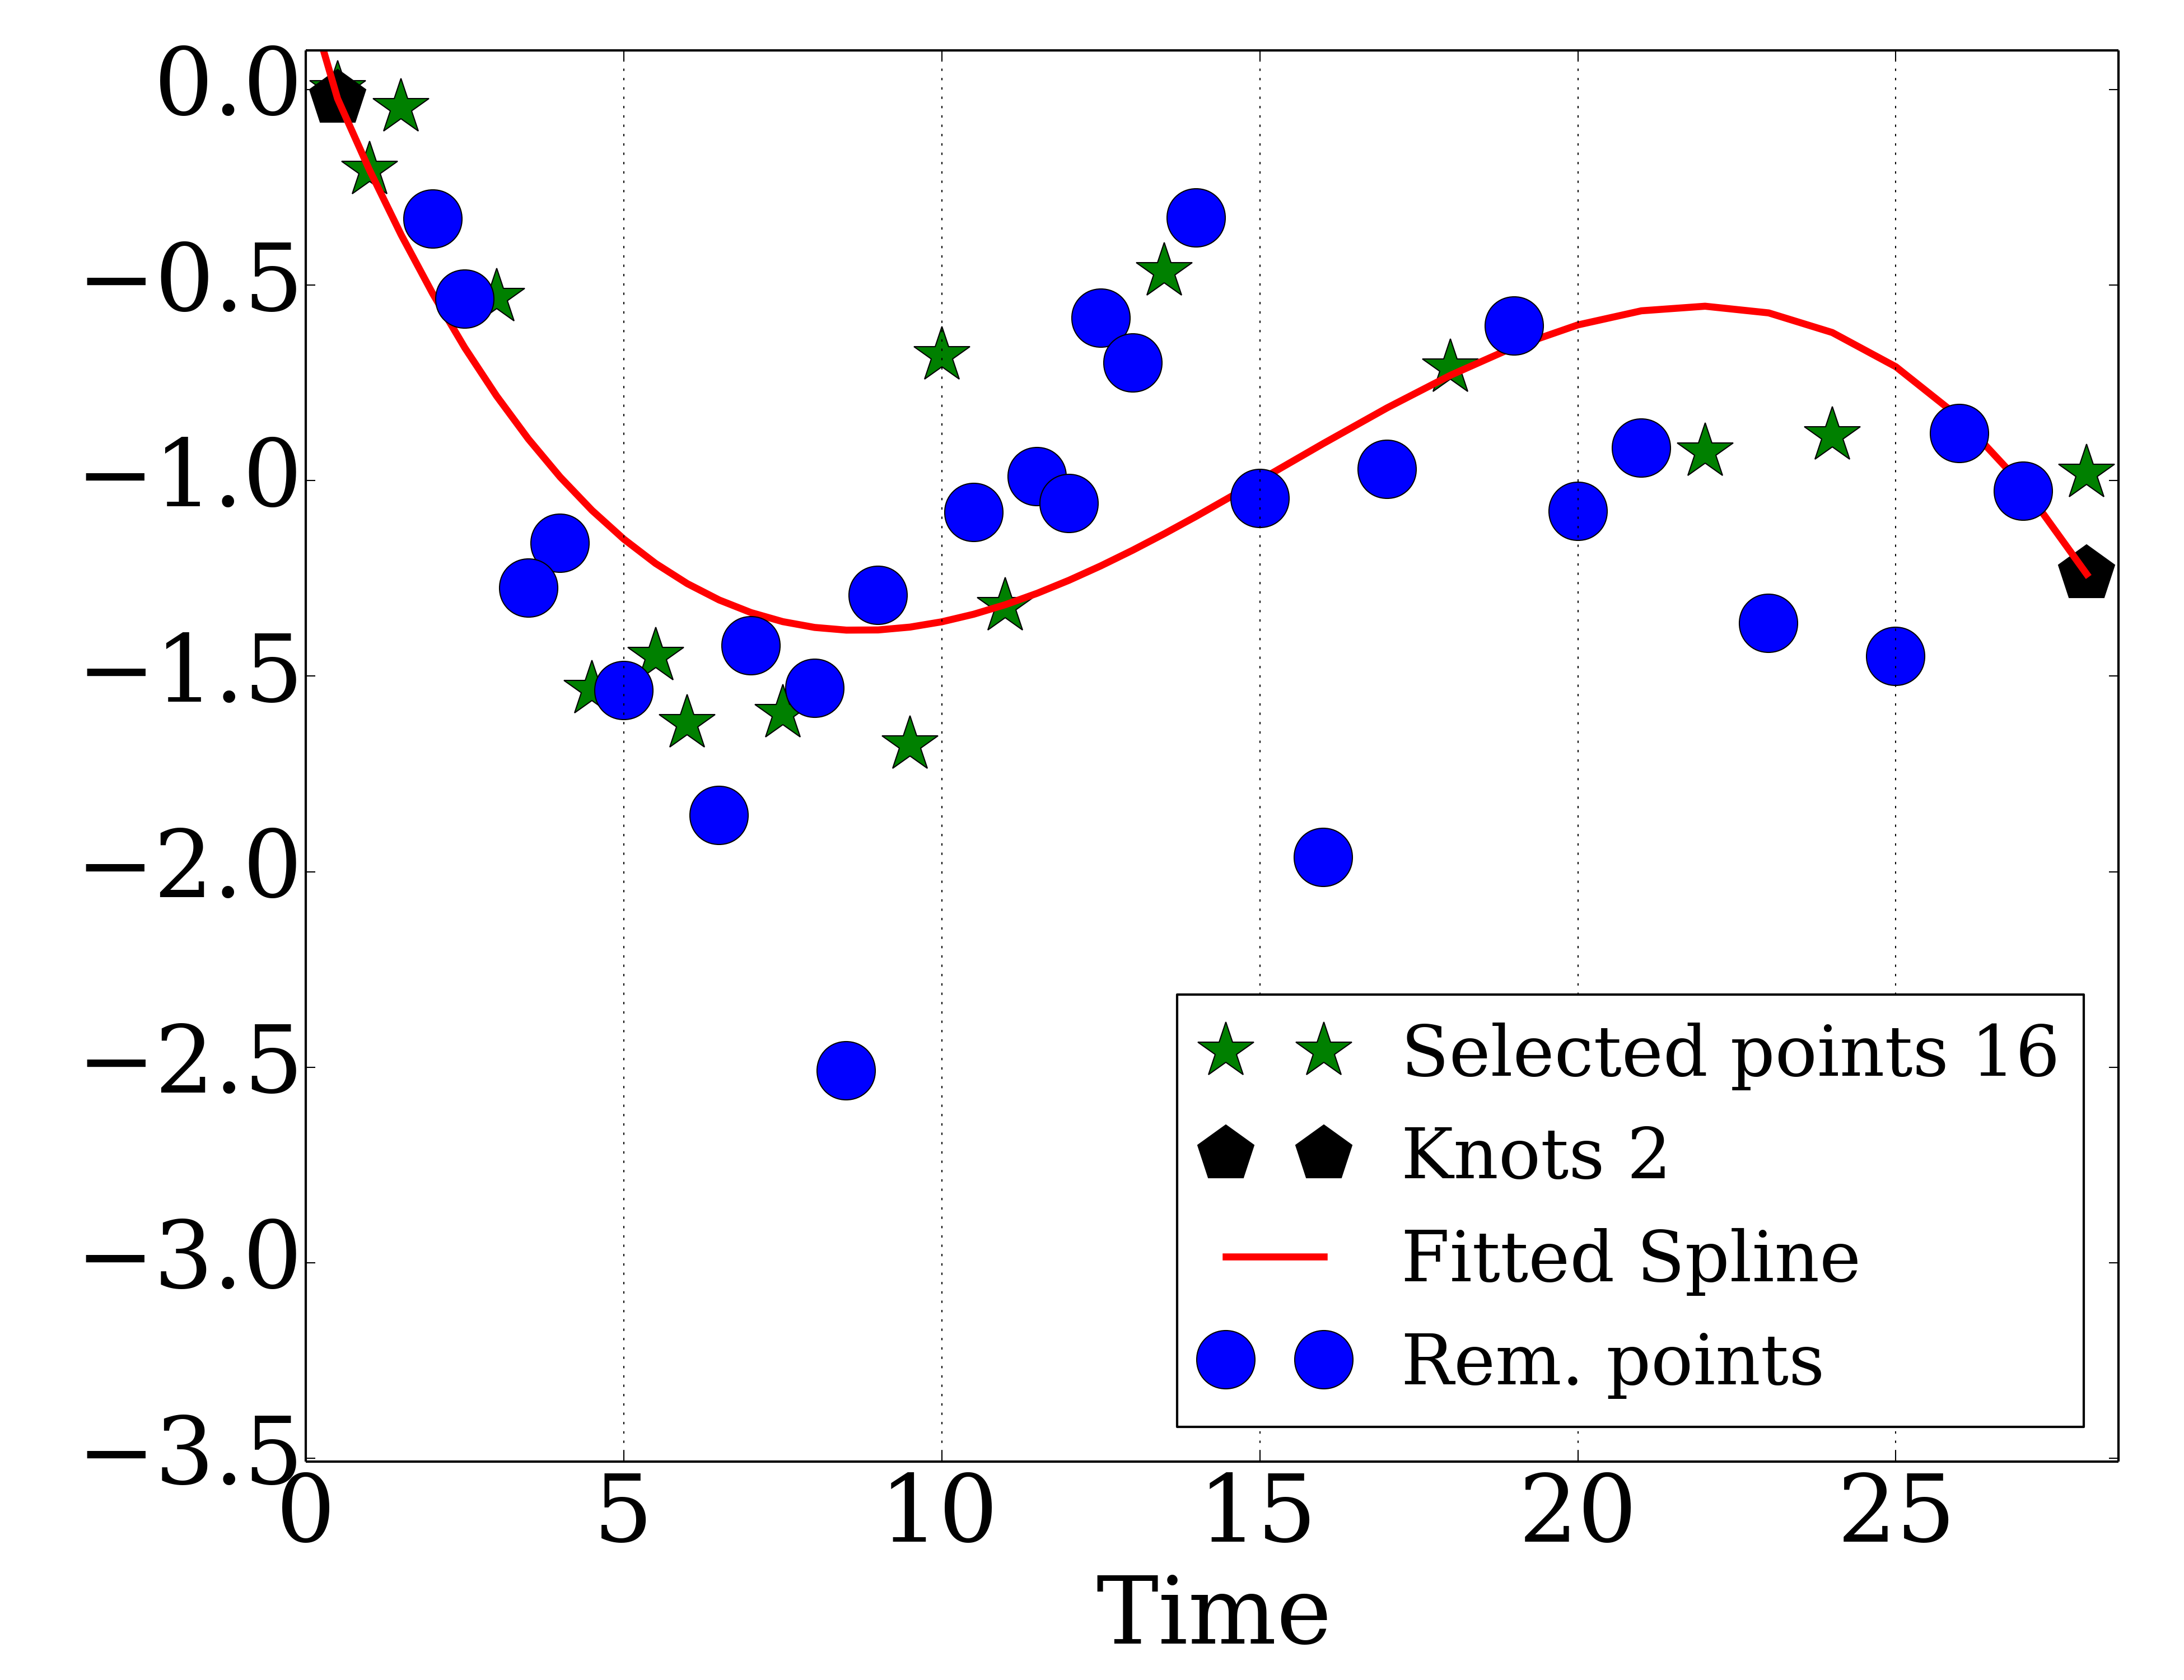 0.0
−0.5
−1.0
−1.5
−2.0
−2.5
−3.0
−3.5
0 5 10 15 20 25
Time
Selected points 16
Knots 2
Fitted Spline
Rem. points